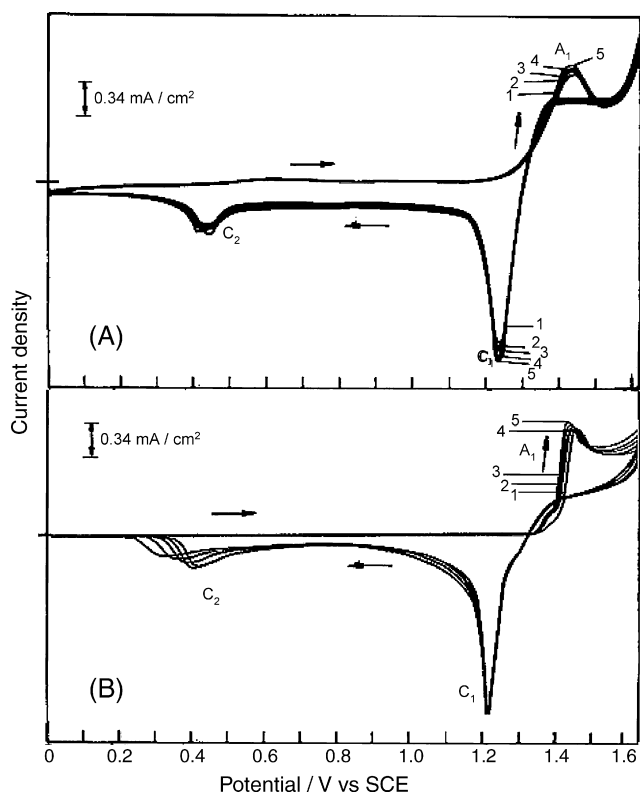 A₁
4
5
3
2
1
0.34 mA / cm²
C₂
(A)
1
2
3
C₁
4
5
Current density
0.34 mA / cm²
5
4
A₁
3
2
1
C₂
C₁
(B)
0 0.2 0.4 0.6 0.8 1.0 1.2 1.4 1.6
Potential / V vs SCE